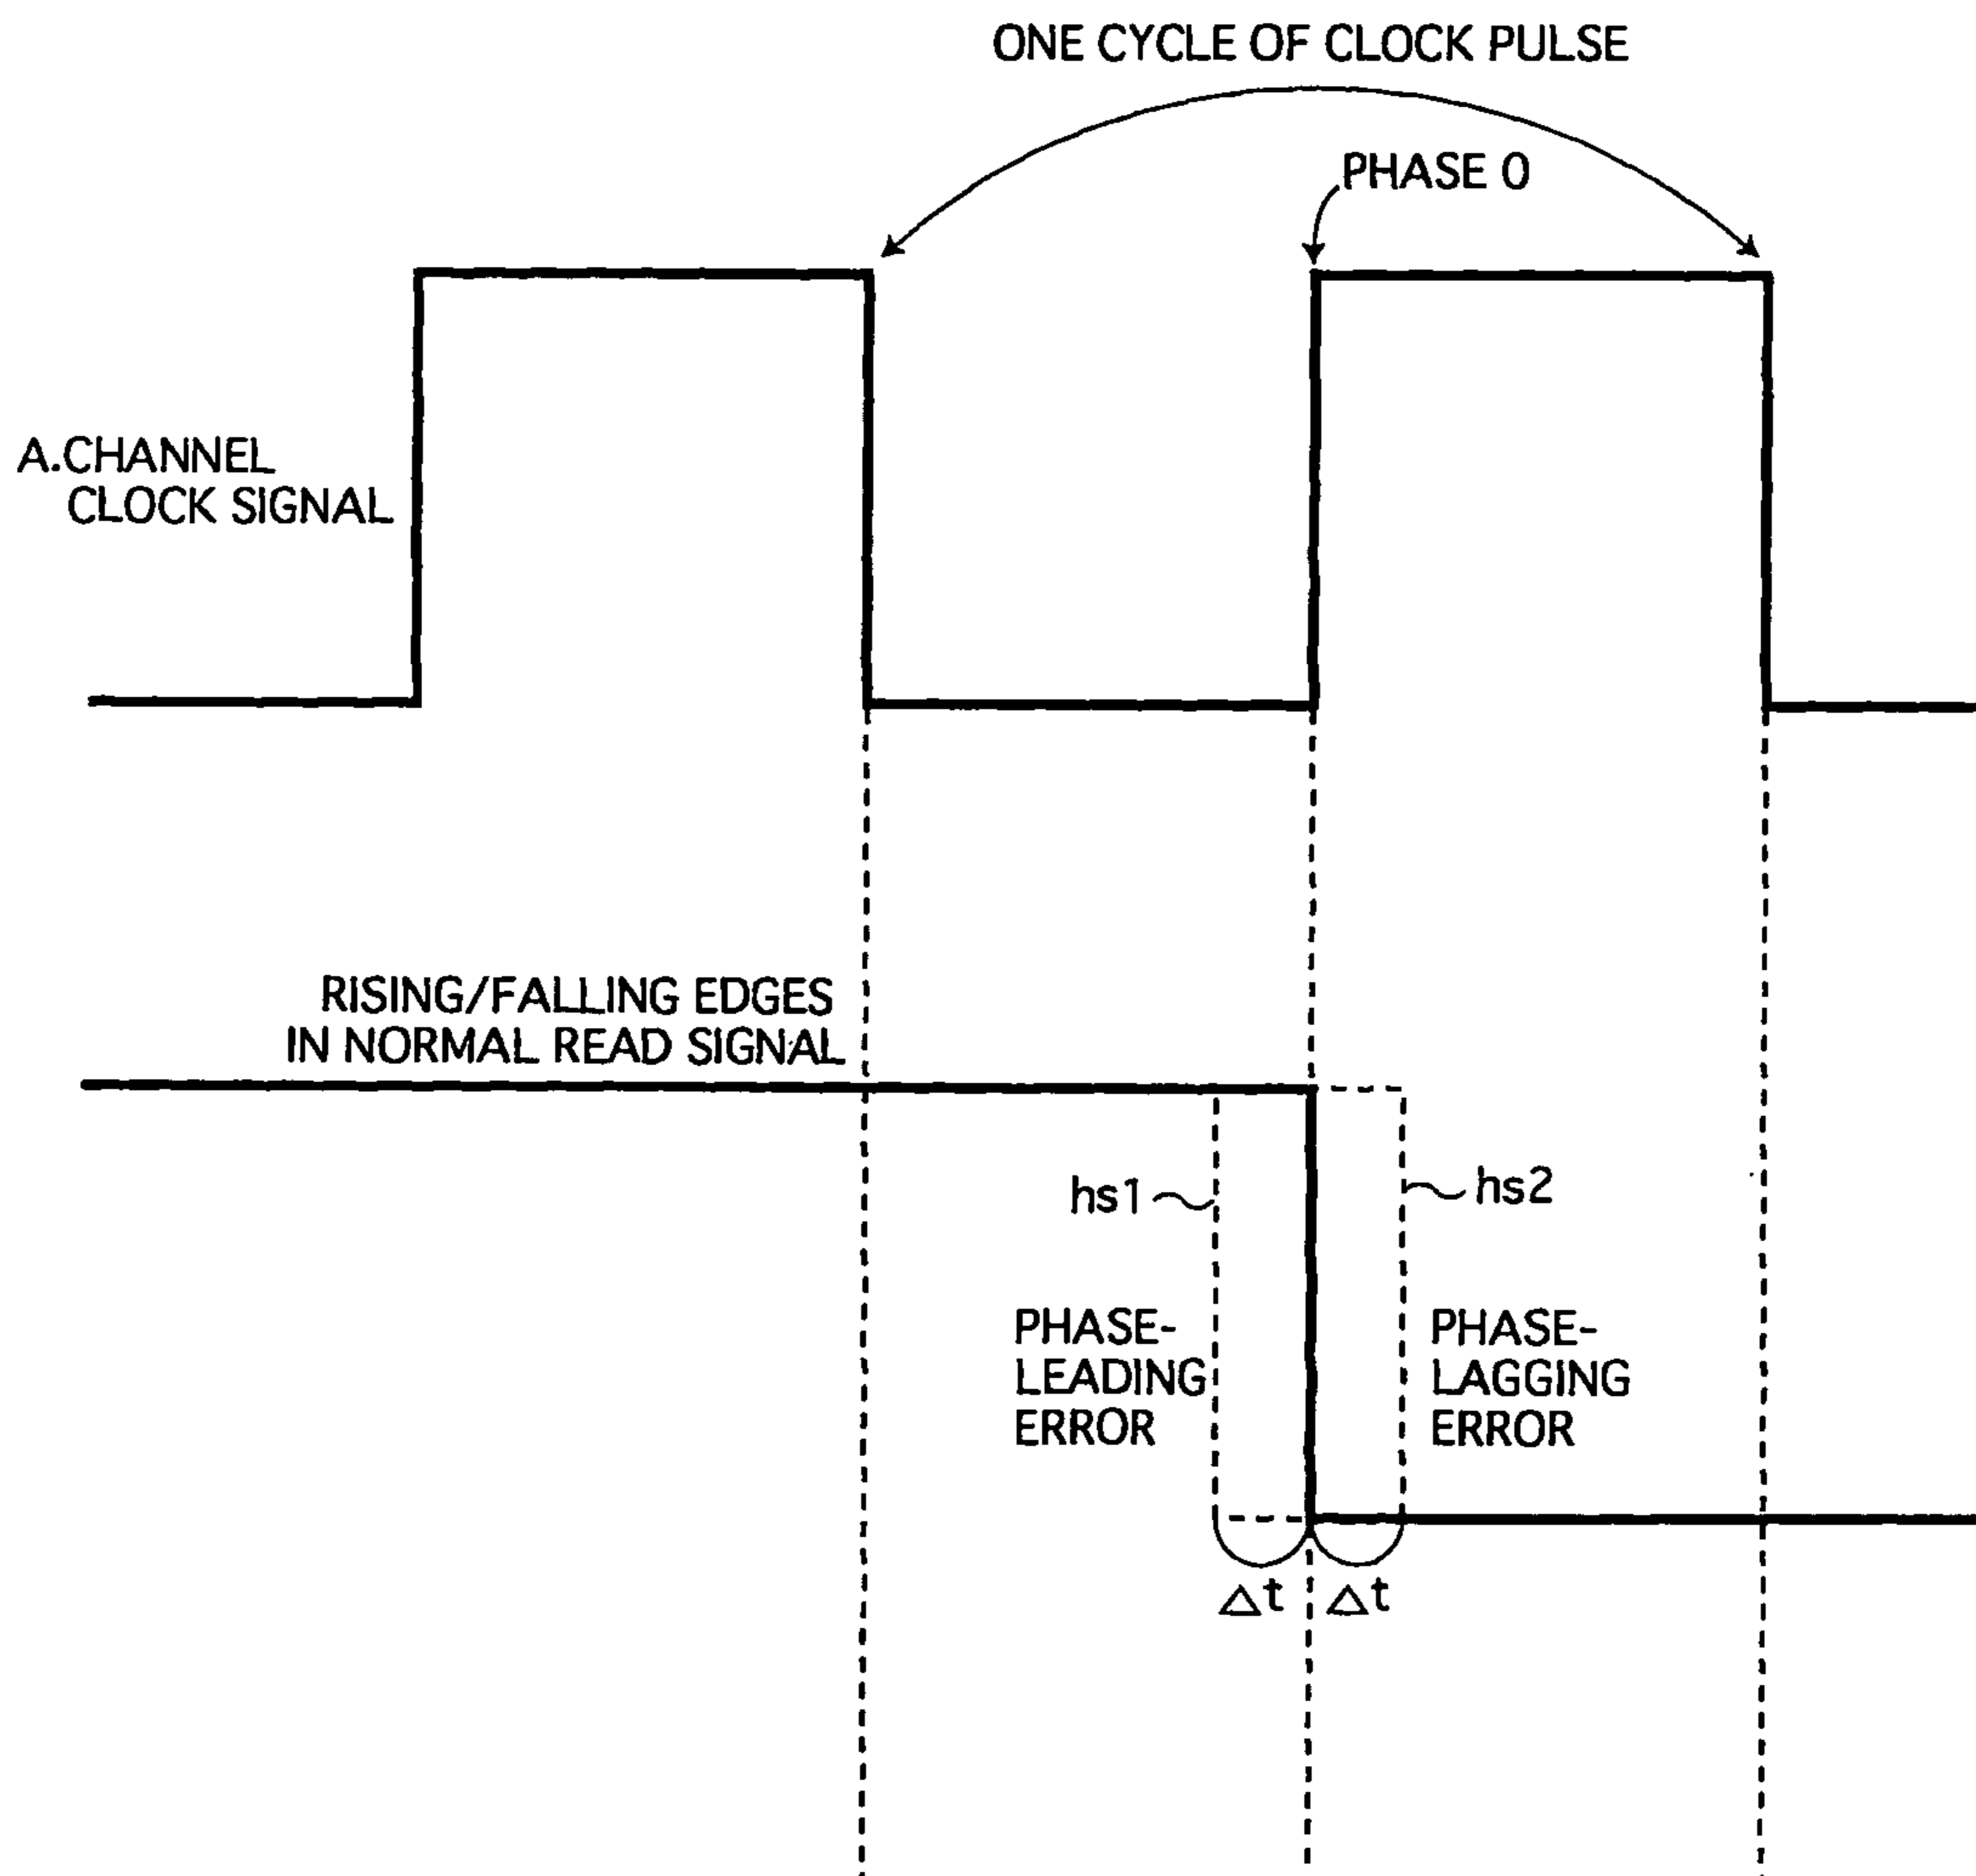 ONE CYCLE OF CLOCK PULSE
PHASE 0
A.CHANNEL
CLOCK SIGNAL
RISING/FALLING EDGES
IN NORMAL READ SIGNAL
hs1
hs2
PHASE-
LEADING
ERROR
PHASE-
LAGGING
ERROR
Δt
Δt